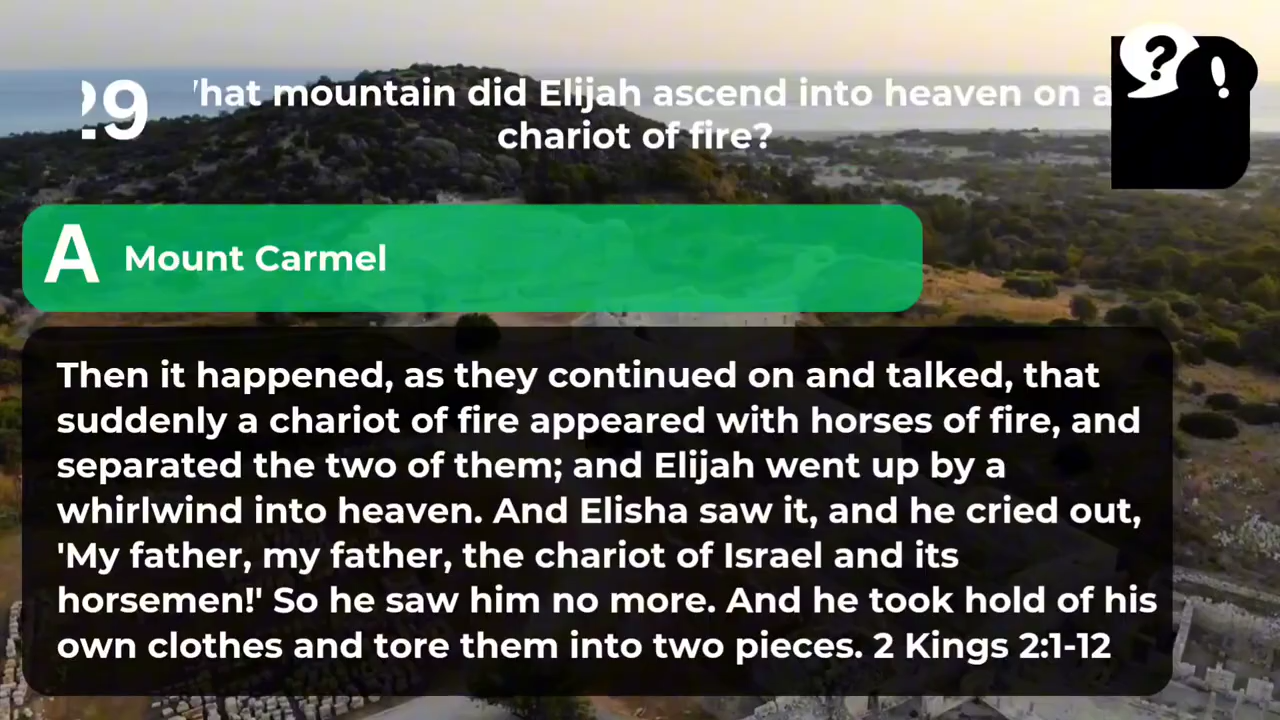 29 What mountain did Elijah ascend into heaven on a
chariot of fire?
A Mount Carmel
Then it happened, as they continued on and talked, that
suddenly a chariot of fire appeared with horses of fire, and
separated the two of them; and Elijah went up by a
whirlwind into heaven. And Elisha saw it, and he cried out,
'My father, my father, the chariot of Israel and its
horsemen!' So he saw him no more. And he took hold of his
own clothes and tore them into two pieces. 2 Kings 2:1-12
? !